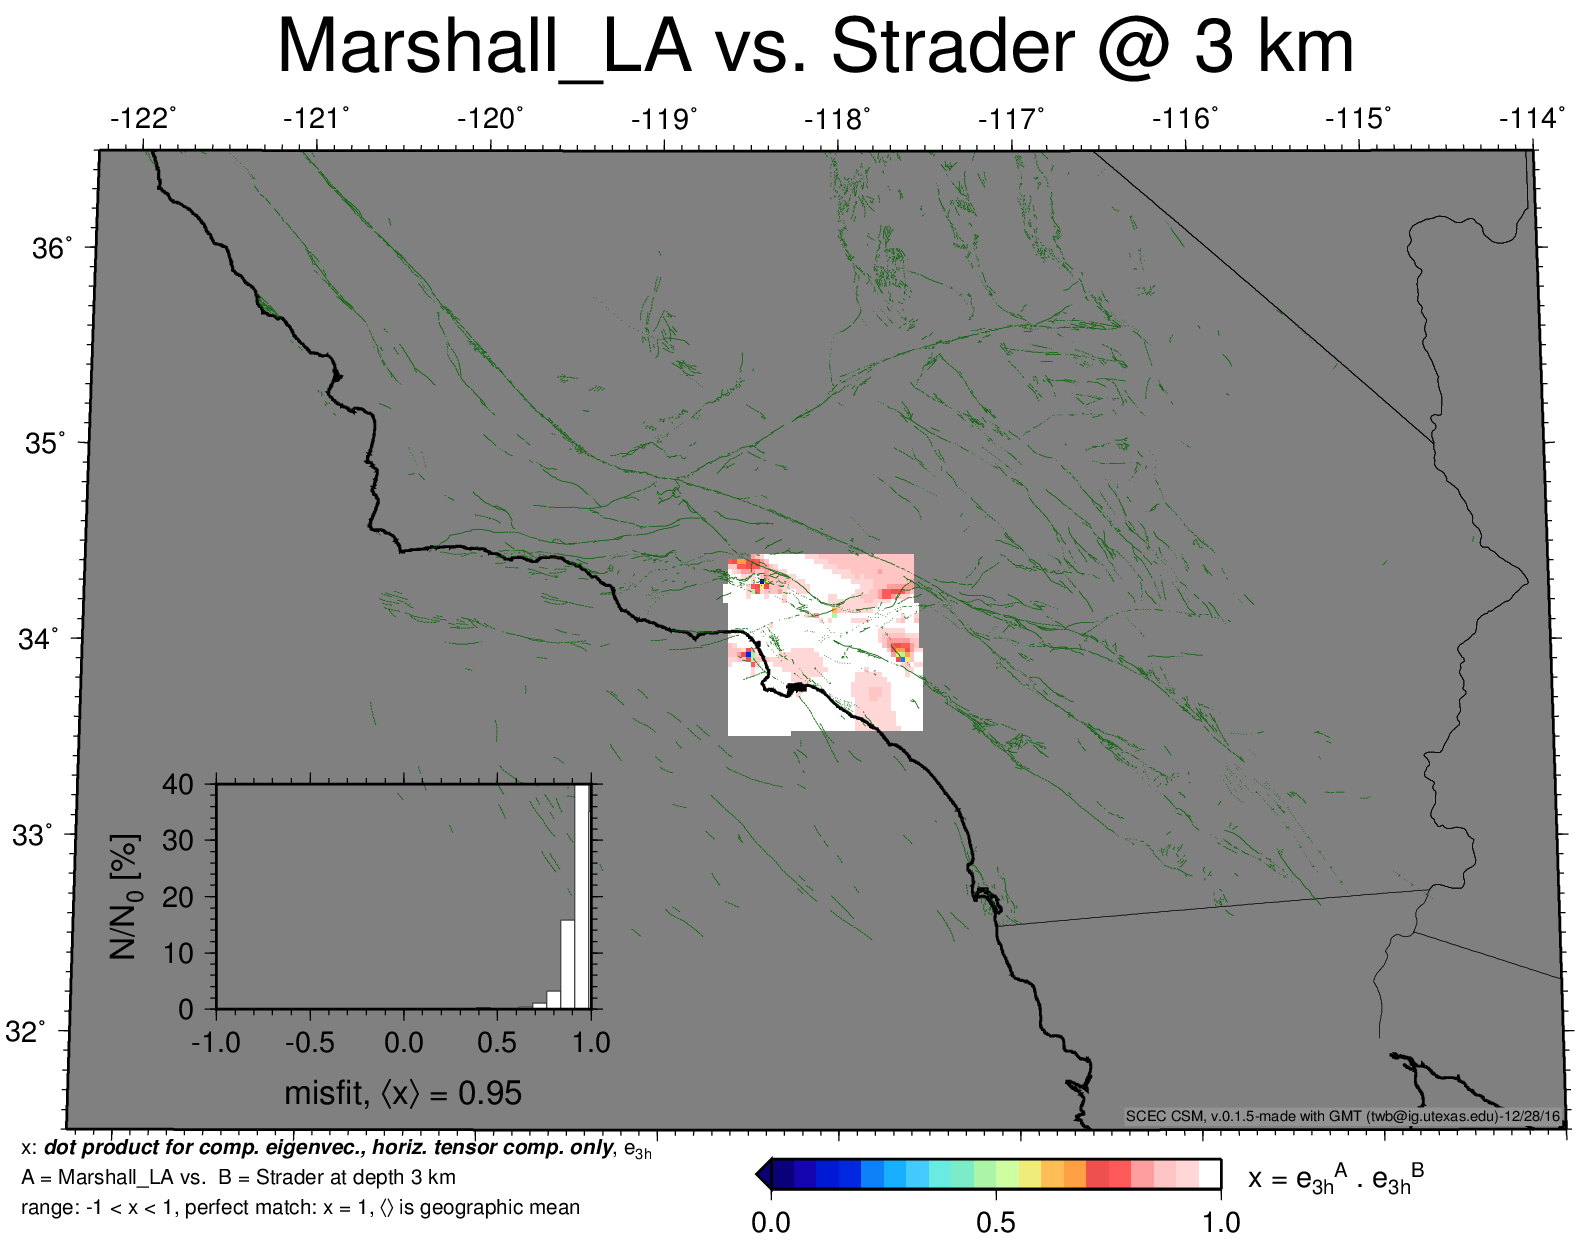 Marshall_LA vs. Strader @ 3 km
-122° -121° -120° -119° -118° -117° -116° -115° -114°
36°
35°
34°
33°
32°
40
30
20
10
0
N/N0 [%]
-1.0 -0.5 0.0 0.5 1.0
misfit, ⟨x⟩ = 0.95
SCEC CSM, v.0.1.5-made with GMT (twb@ig.utexas.edu)-12/28/16
x: dot product for comp. eigenvec., horiz. tensor comp. only, e3h
A = Marshall_LA vs. B = Strader at depth 3 km
range: -1 < x < 1, perfect match: x = 1, ⟨⟩ is geographic mean
x = e3hA . e3hB
0.0 0.5 1.0